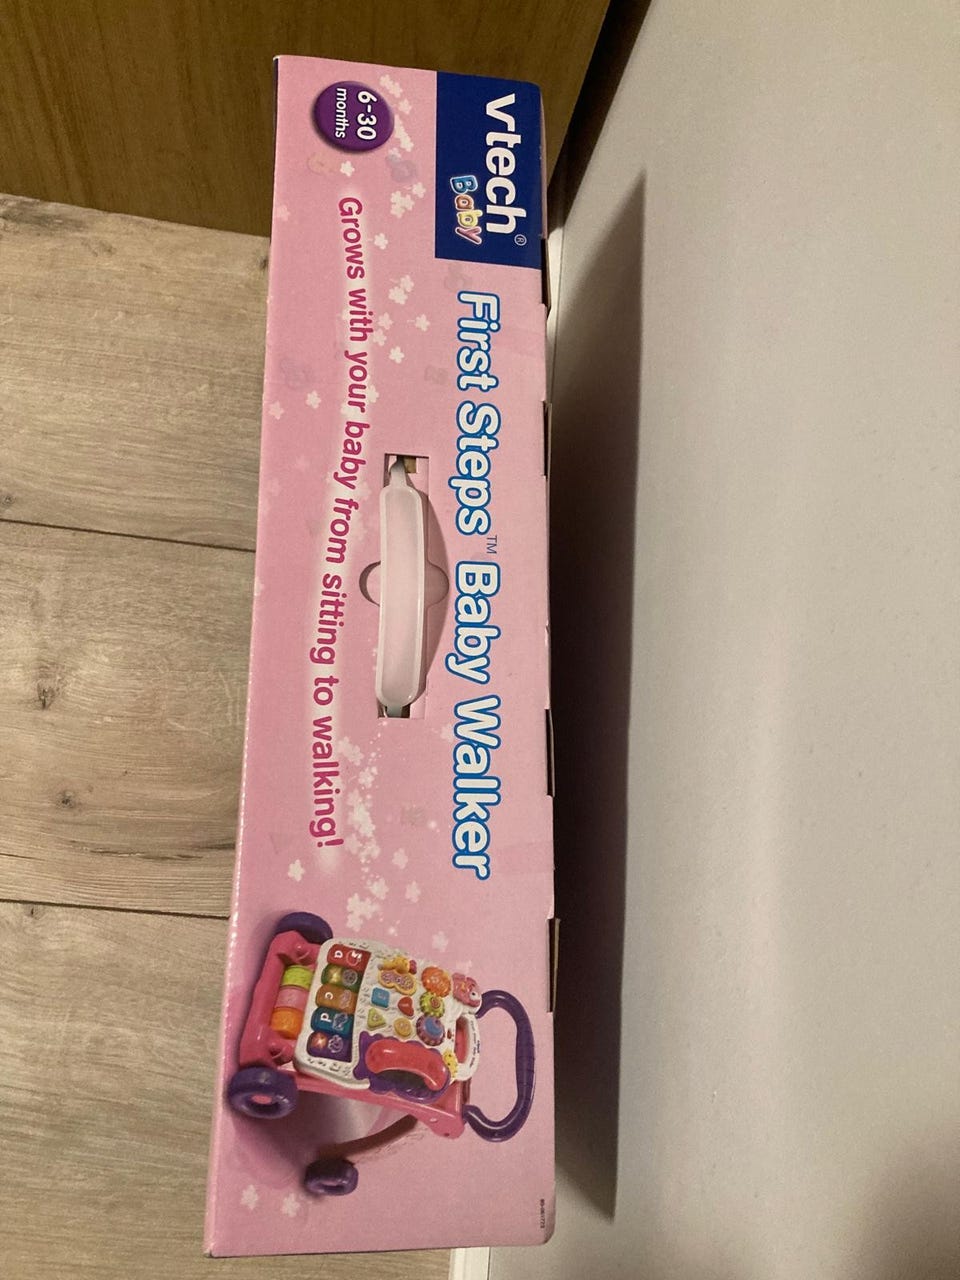 vtech®
Baby
First Steps™ Baby Walker
6-30
months
Grows with your baby from sitting to walking!
a
c
d